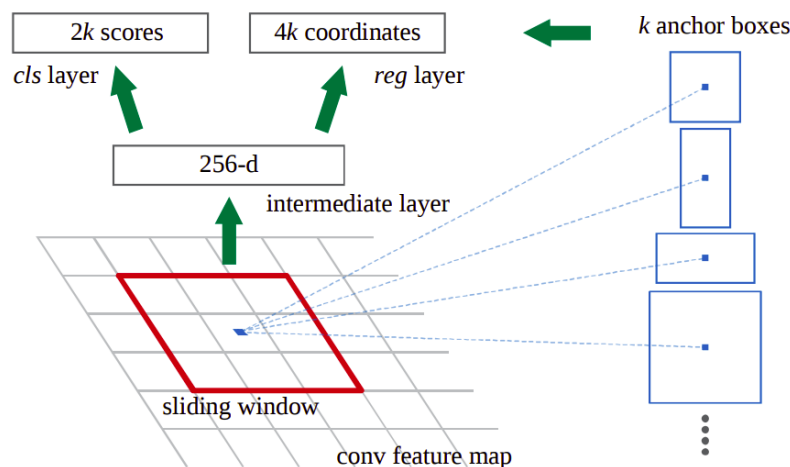 2k scores
4k coordinates
k anchor boxes
cls layer
reg layer
256-d
intermediate layer
sliding window
conv feature map